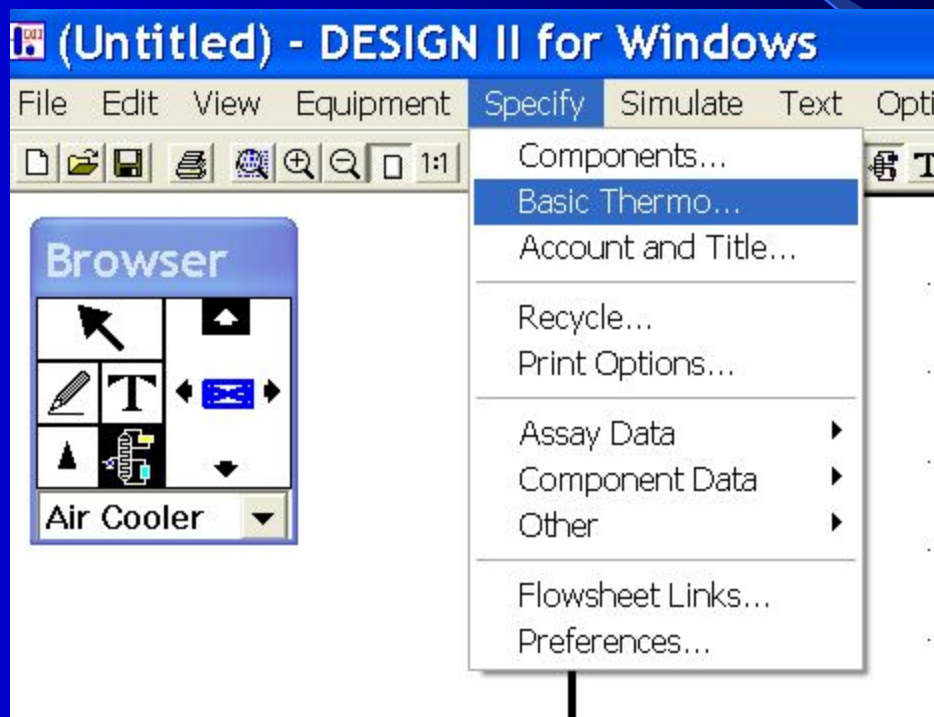 (Untitled) - DESIGN II for Windows
File Edit View Equipment Specify Simulate Text Opti
1:1 T
Components...
Basic Thermo...
Account and Title...
Browser
Recycle...
Print Options...
T
Assay Data
Component Data
Other
Air Cooler
Flowsheet Links...
Preferences...